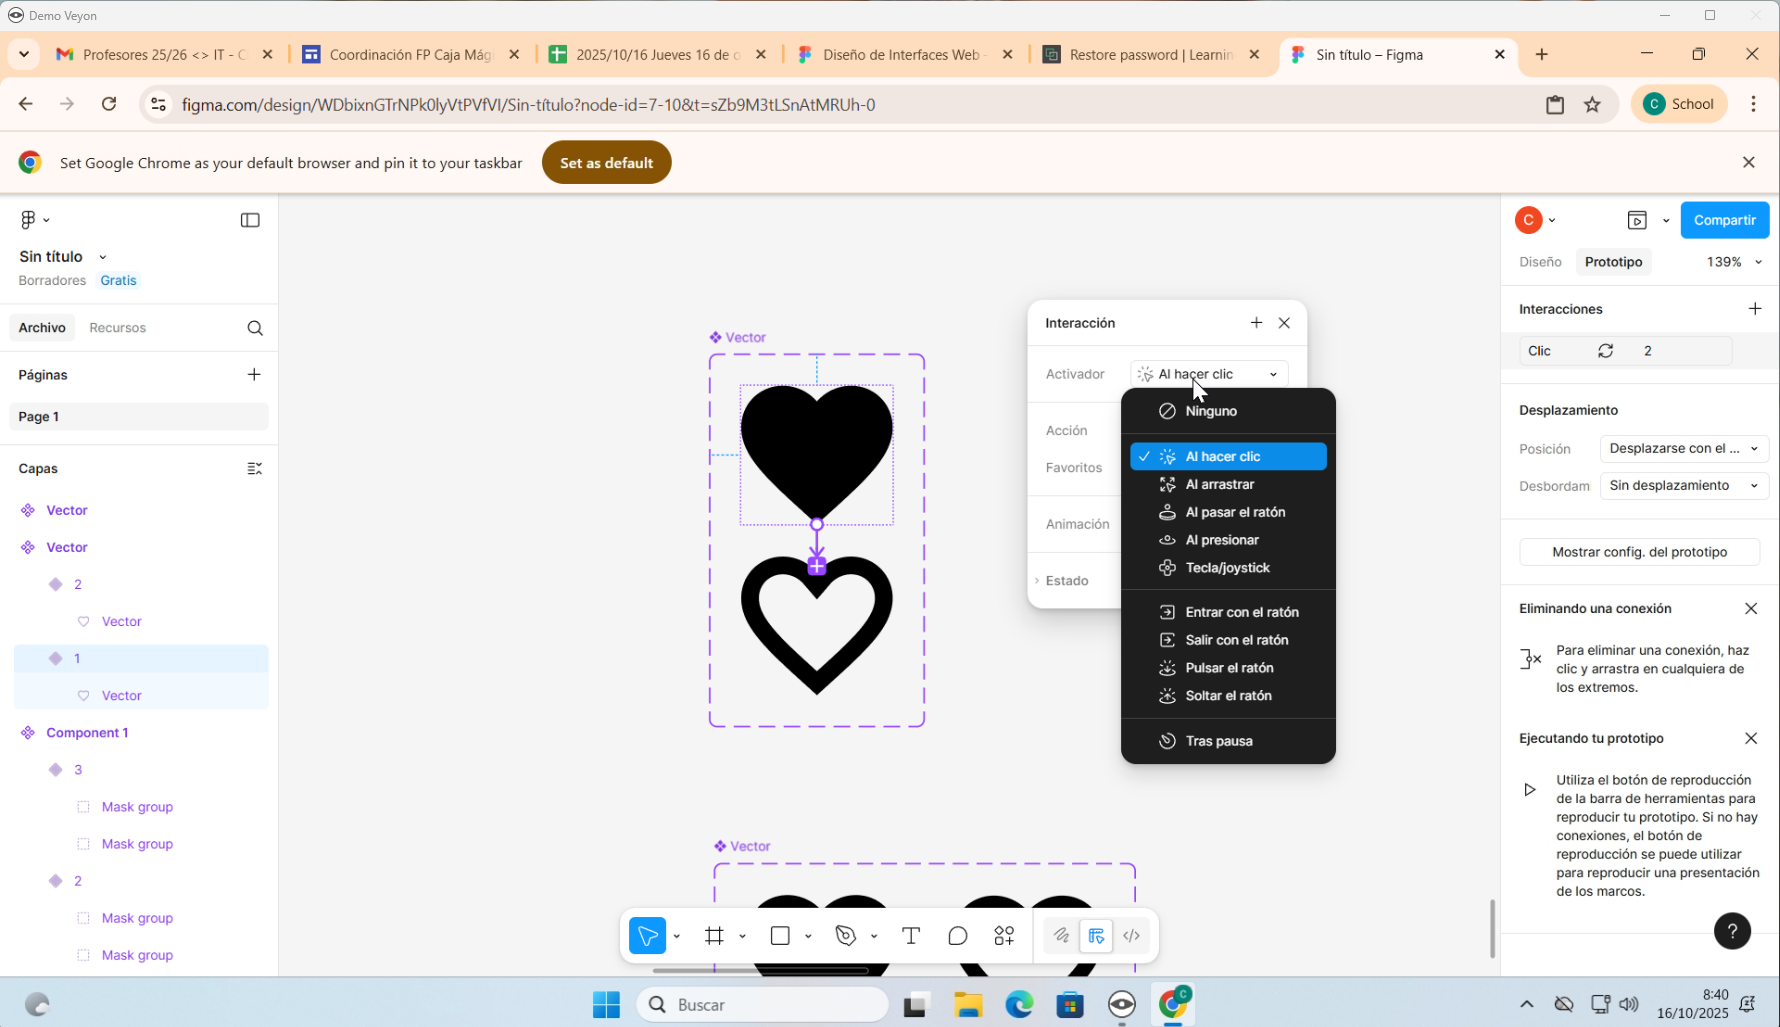 Demo Veyon
Profesores 25/26 <> IT - C
Coordinación FP Caja Mág
2025/10/16 Jueves 16 de o
Diseño de Interfaces Web -
Restore password | Learnin
Sin título – Figma
figma.com/design/WDbixnGTrNPk0lyVtPVfVI/Sin-título?node-id=7-10&t=sZb9M3tLSnAtMRUh-0
C School
Set Google Chrome as your default browser and pin it to your taskbar
Set as default
Sin título
Borradores Gratis
Archivo Recursos
Páginas
Page 1
Capas
Vector
Vector
2
Vector
1
Vector
Component 1
3
Mask group
Mask group
2
Mask group
Mask group
Vector
Vector
Interacción
Activador Al hacer clic
Acción
Favoritos
Animación
Estado
Ninguno
Al hacer clic
Al arrastrar
Al pasar el ratón
Al presionar
Tecla/joystick
Entrar con el ratón
Salir con el ratón
Pulsar el ratón
Soltar el ratón
Tras pausa
C
Compartir
Diseño Prototipo 139%
Interacciones
Clic 2
Desplazamiento
Posición Desplazarse con el ...
Desbordam Sin desplazamiento
Mostrar config. del prototipo
Eliminando una conexión
Para eliminar una conexión, haz
clic y arrastra en cualquiera de
los extremos.
Ejecutando tu prototipo
Utiliza el botón de reproducción
de la barra de herramientas para
reproducir tu prototipo. Si no hay
conexiones, el botón de
reproducción se puede utilizar
para reproducir una presentación
de los marcos.
?
Buscar
C
8:40
16/10/2025